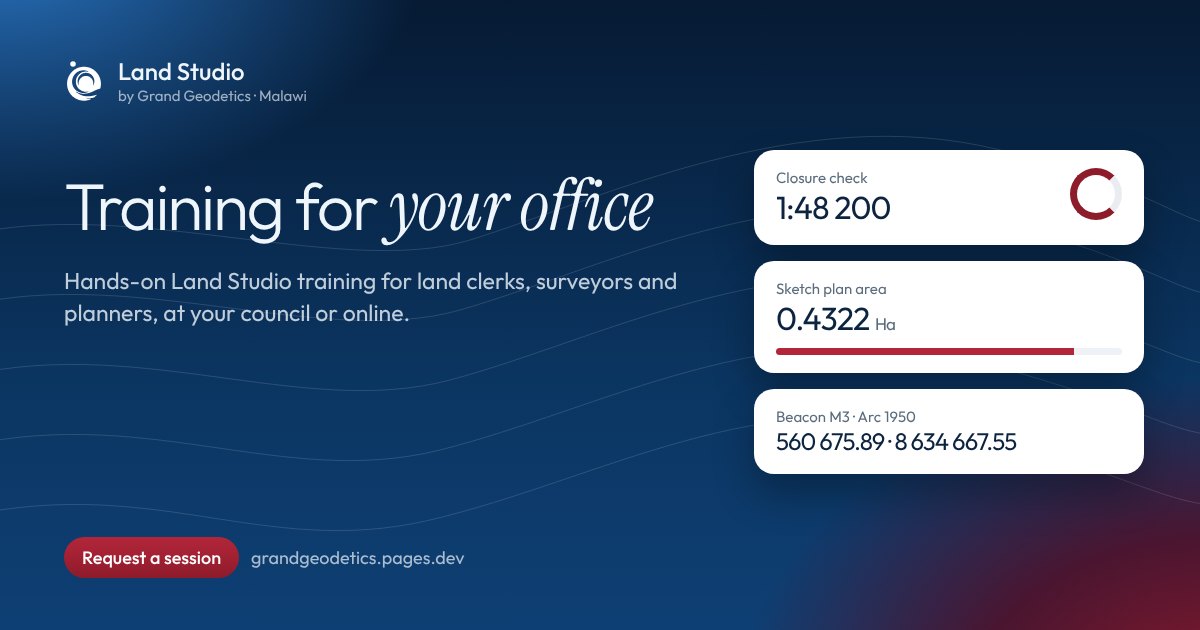 Land Studio
by Grand Geodetics · Malawi
Training for your office
Hands-on Land Studio training for land clerks, surveyors and
planners, at your council or online.
Closure check
1:48 200
Sketch plan area
0.4322 Ha
Beacon M3 · Arc 1950
560 675.89 · 8 634 667.55
Request a session
grandgeodetics.pages.dev